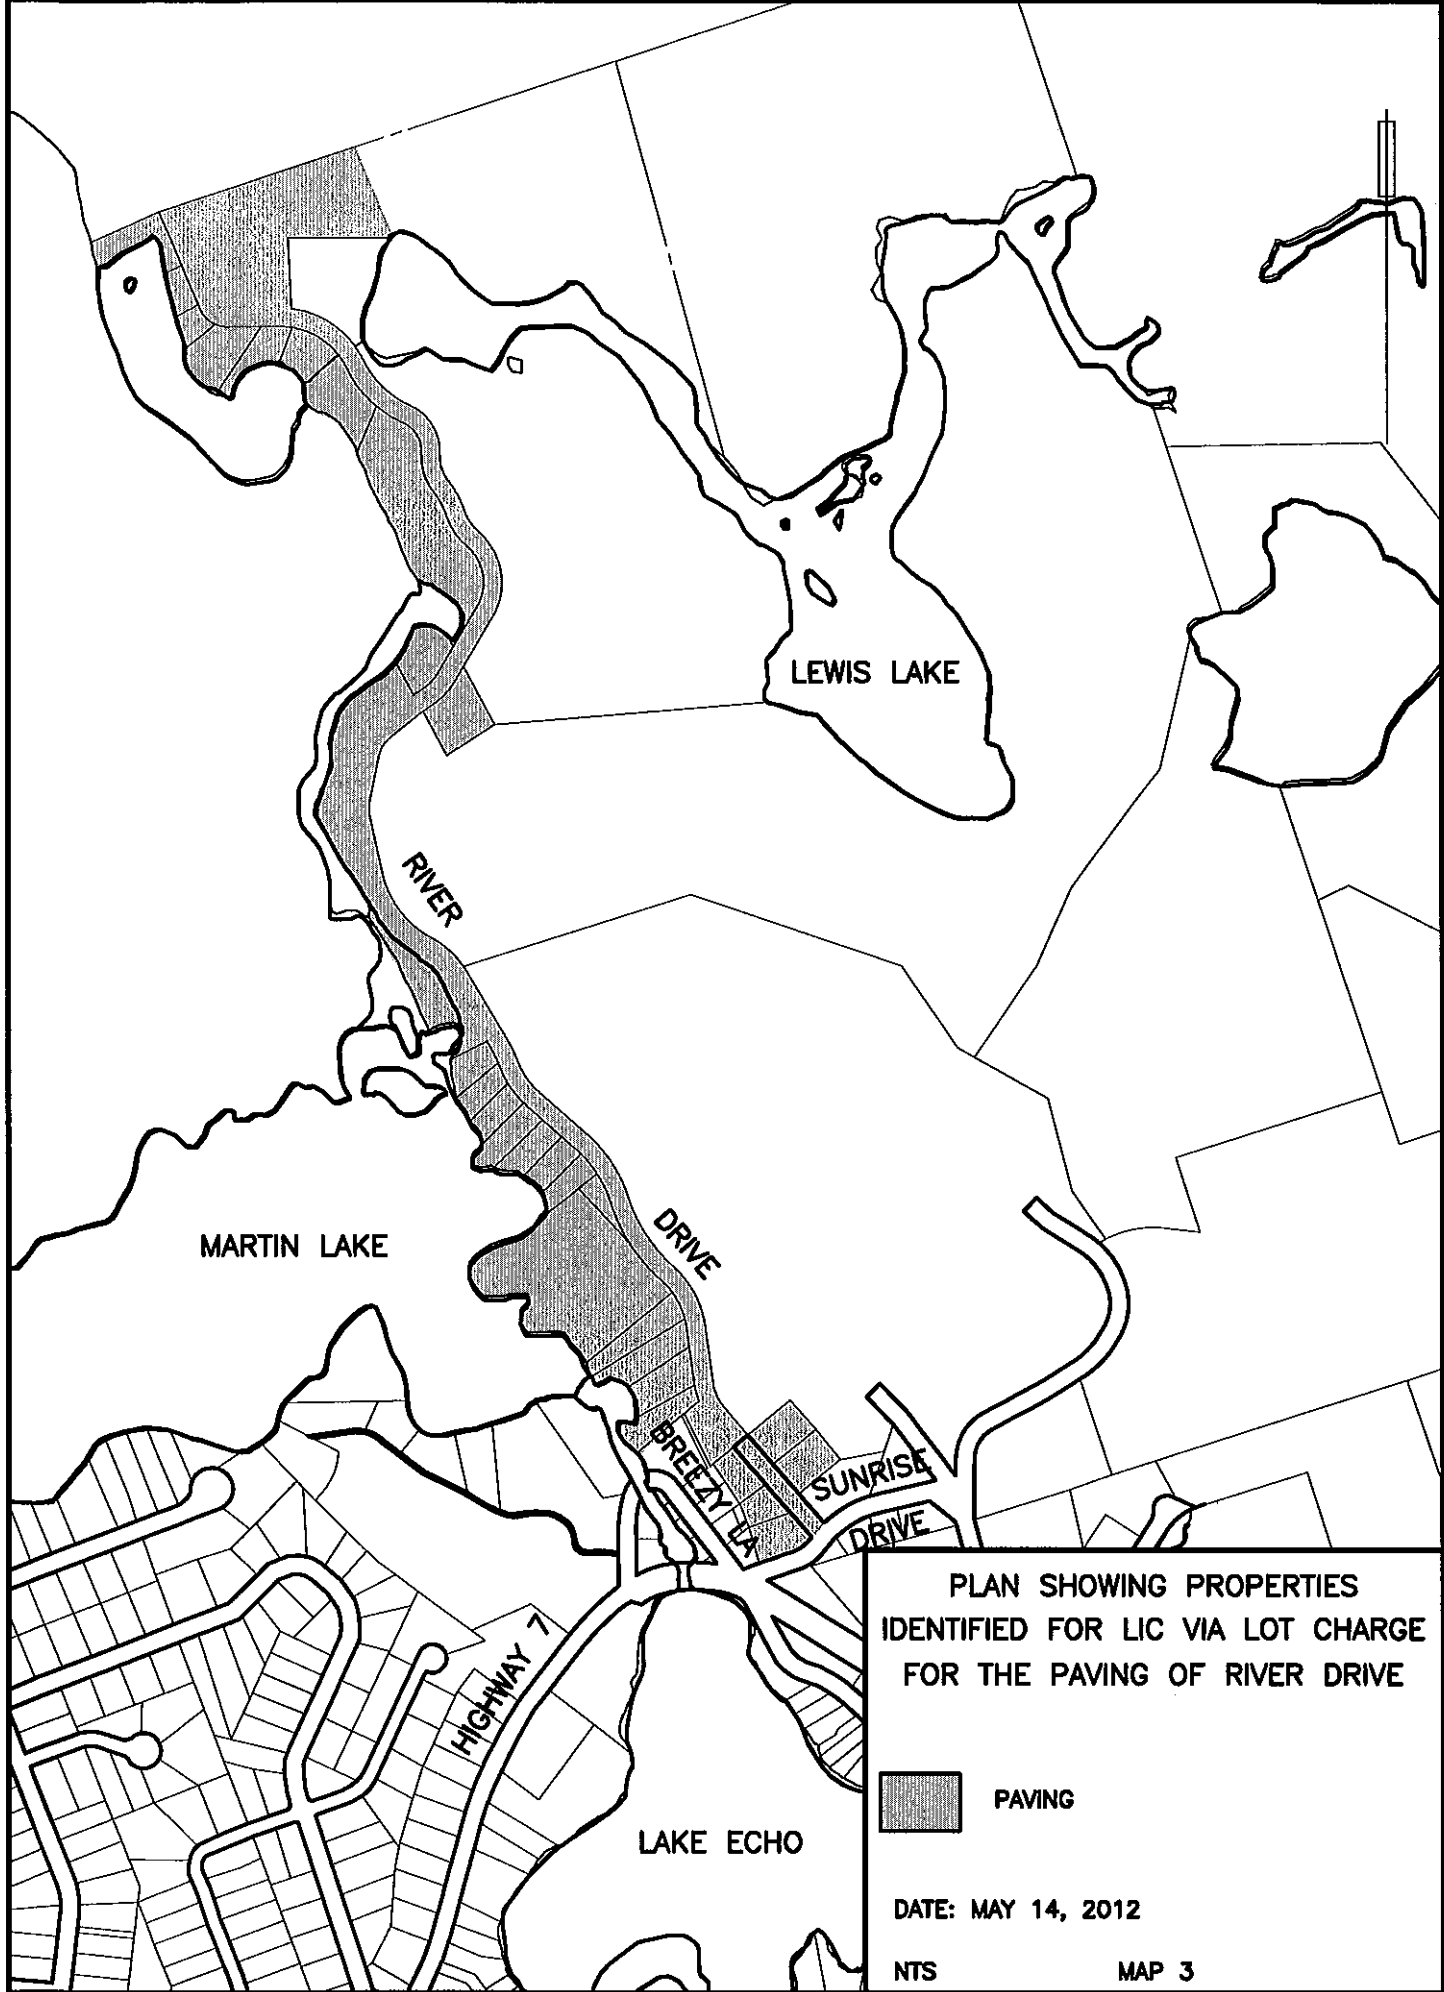 LEWIS LAKE
RIVER
DRIVE
MARTIN LAKE
BREEZY LA
SUNRISE
DRIVE
HIGHWAY 7
LAKE ECHO
PLAN SHOWING PROPERTIES
IDENTIFIED FOR LIC VIA LOT CHARGE
FOR THE PAVING OF RIVER DRIVE
PAVING
DATE: MAY 14, 2012
NTS MAP 3